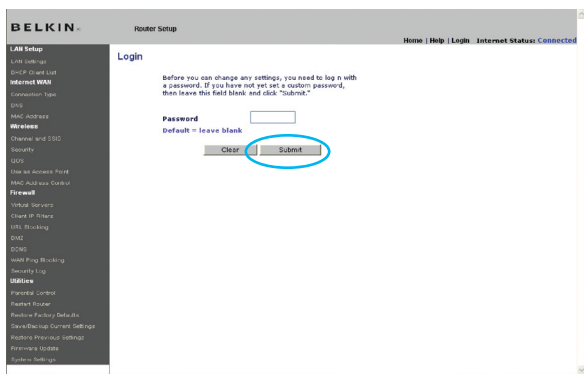 BELKIN
Router Setup
Home | Help | Login Internet Status: Connected
LAN Setup
LAN Settings
DHCP Client List
Internet WAN
Connection Type
DNS
MAC Address
Wireless
Channel and SSID
Security
QOS
Use as Access Point
MAC Address Control
Firewall
Virtual Servers
Client IP Filters
URL Blocking
DMZ
DDNS
WAN Ping Blocking
Security Log
Utilities
Parental Control
Restart Router
Restore Factory Defaults
Save/Backup Current Settings
Restore Previous Settings
Firmware Update
System Settings
Login
Before you can change any settings, you need to log n with
a password. If you have not yet set a custom password,
then leave this field blank and click "Submit."
Password
Default = leave blank
Clear Submit